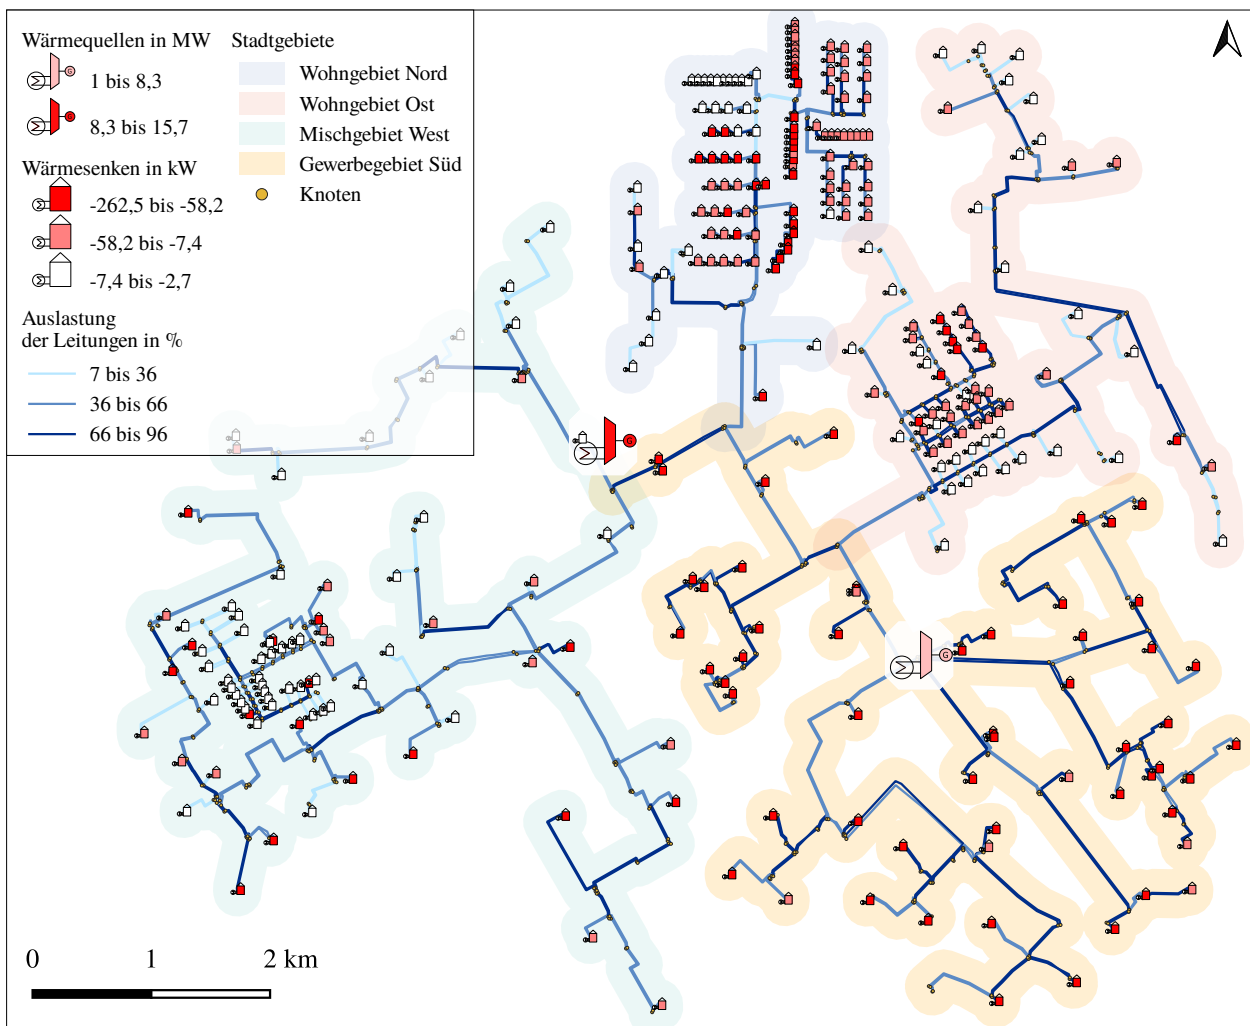 Wärmequellen in MW
1 bis 8,3
8,3 bis 15,7
Wärmesenken in kW
-262,5 bis -58,2
-58,2 bis -7,4
-7,4 bis -2,7
Auslastung
der Leitungen in %
7 bis 36
36 bis 66
66 bis 96
Stadtgebiete
Wohngebiet Nord
Wohngebiet Ost
Mischgebiet West
Gewerbegebiet Süd
Knoten
0 1 2 km
G
G